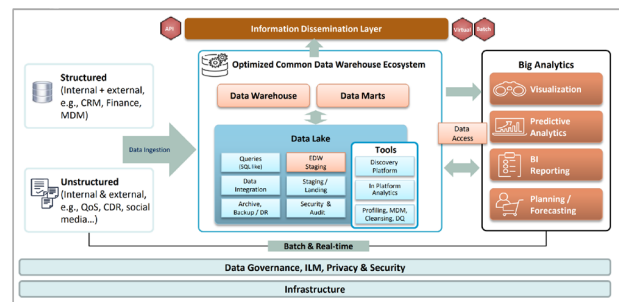 API
Information Dissemination Layer
Virtual
Batch
Structured
(Internal + external,
e.g., CRM, Finance,
MDM)
Unstructured
(Internal & external,
e.g., QoS, CDR, social
media...)
Data Ingestion
Optimized Common Data Warehouse Ecosystem
Data Warehouse
Data Marts
Data Lake
Queries
(SQL like)
EDW
Staging
Data
Integration
Staging /
Landing
Archive,
Backup / DR
Security &
Audit
Tools
Discovery
Platform
In Platform
Analytics
Profiling, MDM,
Cleansing, DQ
Data
Access
Big Analytics
Visualization
Predictive
Analytics
BI
Reporting
Planning /
Forecasting
Batch & Real-time
Data Governance, ILM, Privacy & Security
Infrastructure